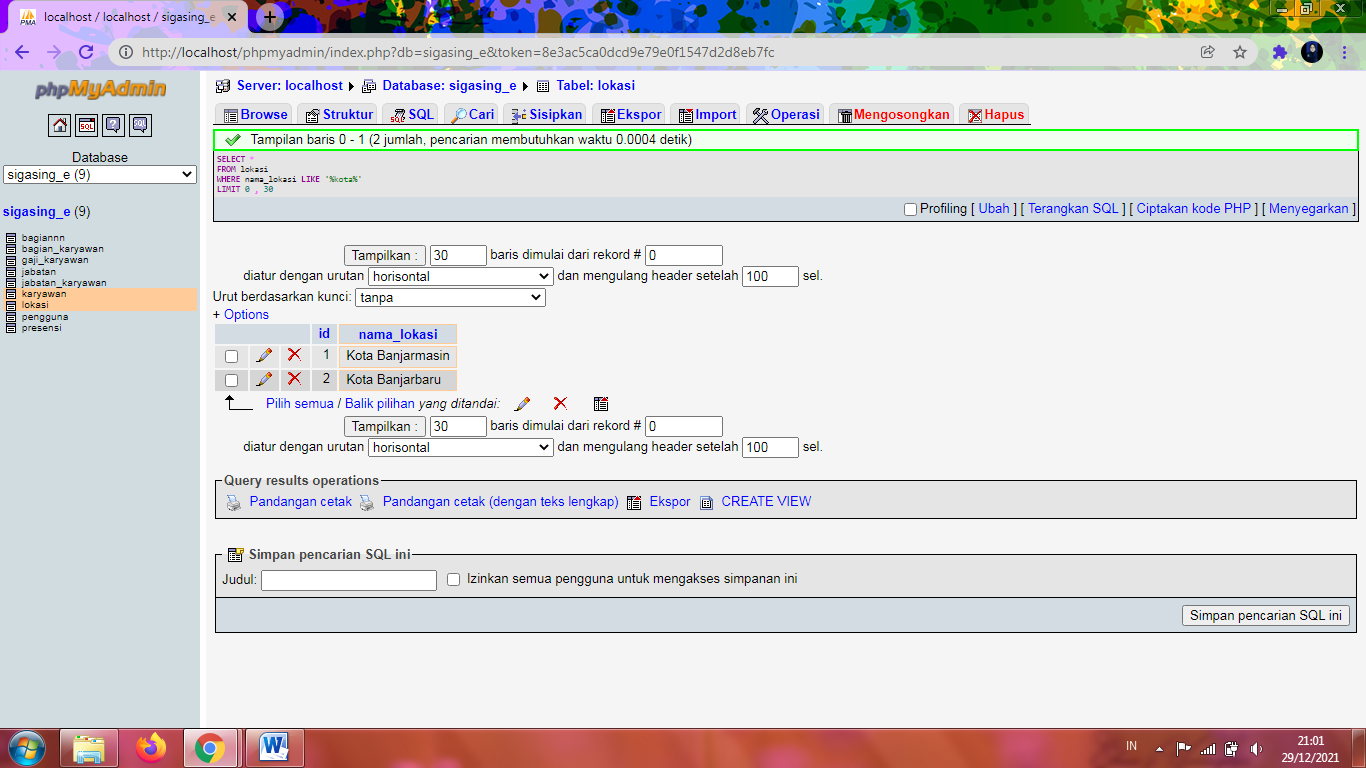 localhost / localhost / sigasing_e
http://localhost/phpmyadmin/index.php?db=sigasing_e&token=8e3ac5ca0dcd9e79e0f1547d2d8eb7fc
phpMyAdmin
Database
sigasing_e (9)
sigasing_e (9)
bagiannn
bagian_karyawan
gaji_karyawan
jabatan
jabatan_karyawan
karyawan
lokasi
pengguna
presensi
Server: localhost Database: sigasing_e Tabel: lokasi
Browse Struktur SQL Cari Sisipkan Ekspor Import Operasi Mengosongkan Hapus
Tampilan baris 0 - 1 (2 jumlah, pencarian membutuhkan waktu 0.0004 detik)
SELECT *
FROM lokasi
WHERE nama_lokasi LIKE '%kota%'
LIMIT 0 , 30
Profiling [ Ubah ] [ Terangkan SQL ] [ Ciptakan kode PHP ] [ Menyegarkan ]
Tampilkan : 30 baris dimulai dari rekord # 0
diatur dengan urutan horisontal dan mengulang header setelah 100 sel.
Urut berdasarkan kunci: tanpa
+ Options
id nama_lokasi
1 Kota Banjarmasin
2 Kota Banjarbaru
Pilih semua / Balik pilihan yang ditandai:
Tampilkan : 30 baris dimulai dari rekord # 0
diatur dengan urutan horisontal dan mengulang header setelah 100 sel.
Query results operations
Pandangan cetak Pandangan cetak (dengan teks lengkap) Ekspor CREATE VIEW
Simpan pencarian SQL ini
Judul: Izinkan semua pengguna untuk mengakses simpanan ini
Simpan pencarian SQL ini
IN
21:01
29/12/2021